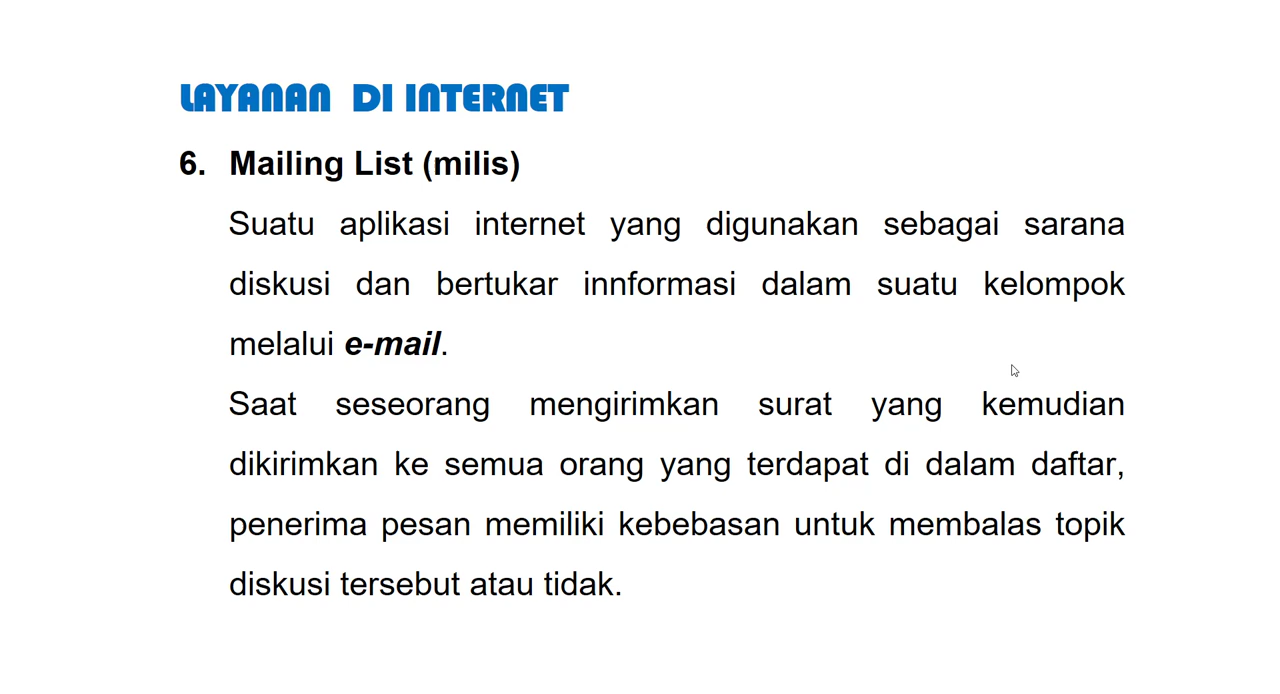 LAYANAN DI INTERNET
6. Mailing List (milis)
Suatu aplikasi internet yang digunakan sebagai sarana
diskusi dan bertukar innformasi dalam suatu kelompok
melalui e-mail.
Saat seseorang mengirimkan surat yang kemudian
dikirimkan ke semua orang yang terdapat di dalam daftar,
penerima pesan memiliki kebebasan untuk membalas topik
diskusi tersebut atau tidak.